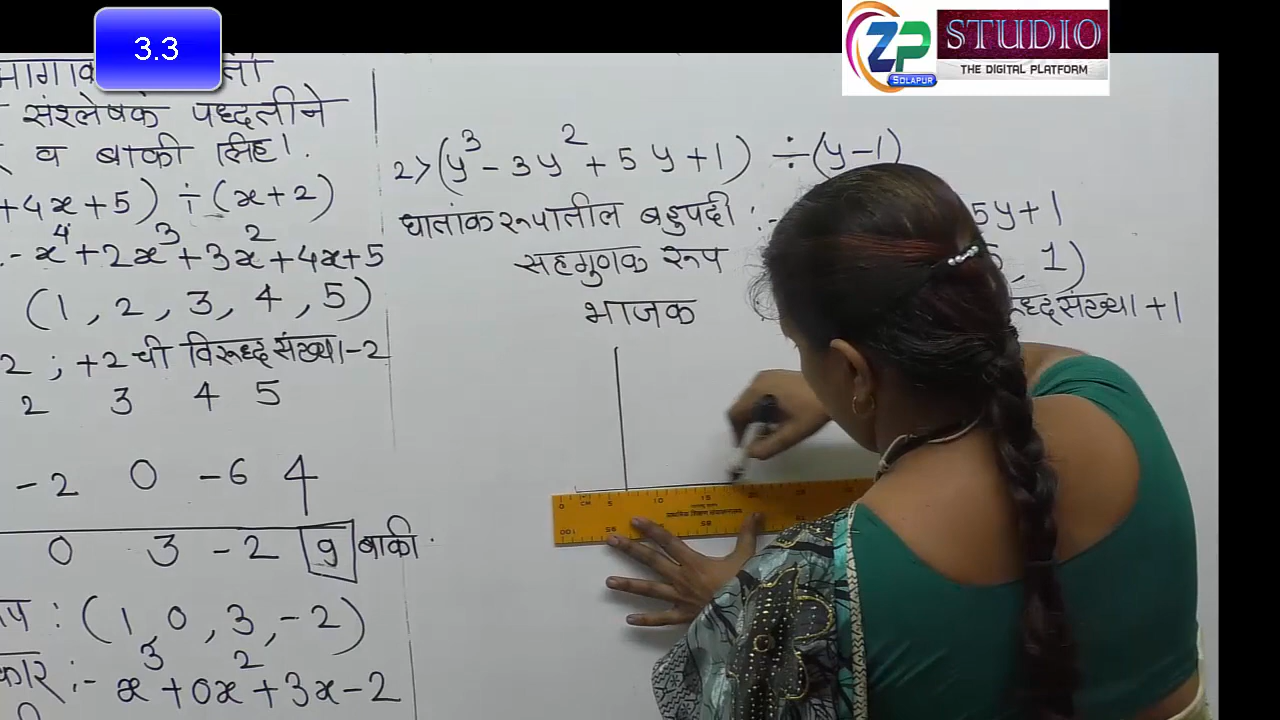 3.3
ZP STUDIO
SOLAPUR
THE DIGITAL PLATFORM
संश्लेषक पध्दतीने
व बाकी लिहा.
+4x+5) ÷ (x+2)
:- x⁴+2x³+3x²+4x+5
(1, 2, 3, 4, 5)
2 ; +2 ची विरूध्द संख्या -2
2 3 4 5
-2 0 -6 4
0 3 -2 9 बाकी
: (1, 0, 3, -2)
:- x³+0x²+3x-2
2> (y³-3y²+5y+1) ÷ (y-1)
घातांक रूपातील बहुपदी :- 5y+1
सहगुणक रूप , 1)
भाजक संख्या +1